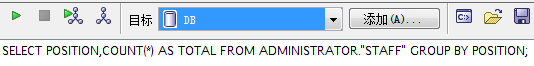 目标 DB 添加(A)...
SELECT POSITION,COUNT(*) AS TOTAL FROM ADMINISTRATOR."STAFF" GROUP BY POSITION;